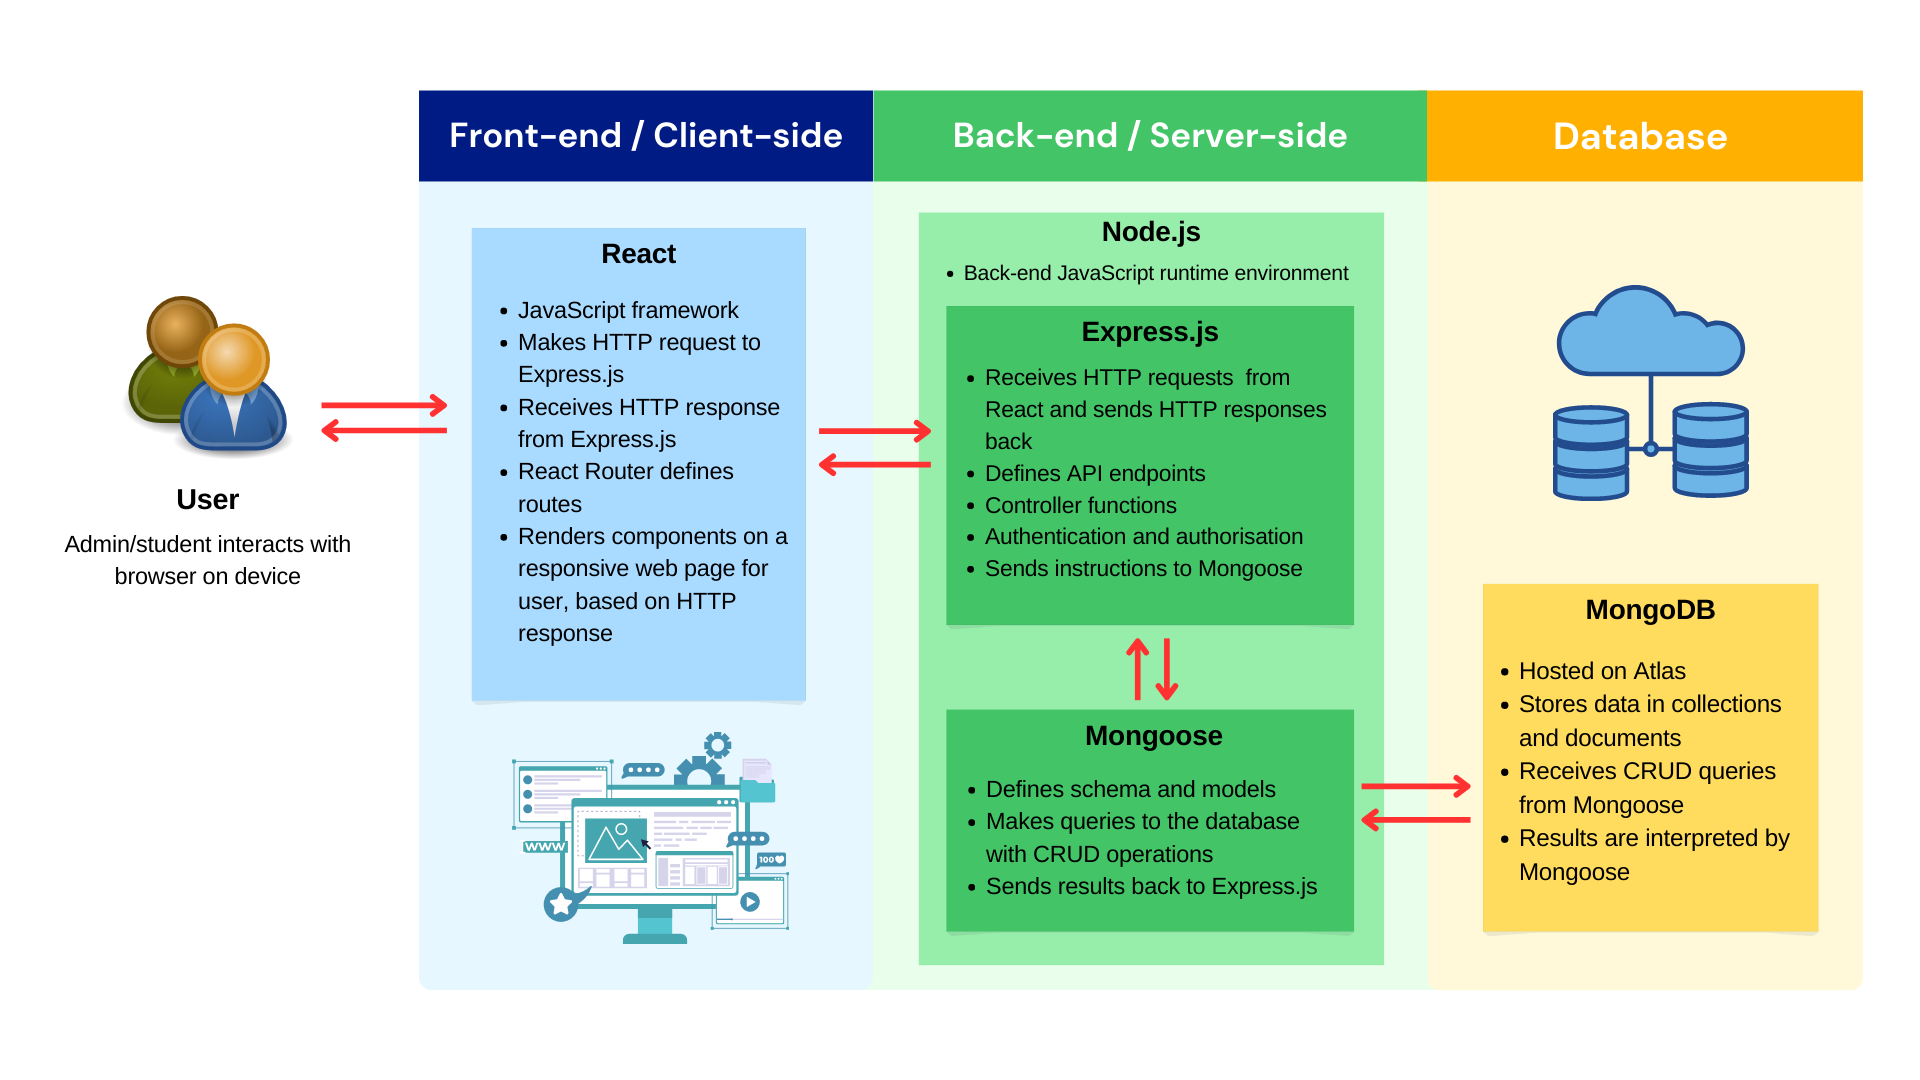 Front-end / Client-side
Back-end / Server-side
Database
User
Admin/student interacts with
browser on device
React
• JavaScript framework
• Makes HTTP request to
Express.js
• Receives HTTP response
from Express.js
• React Router defines
routes
• Renders components on a
responsive web page for
user, based on HTTP
response
WWW
100
Node.js
• Back-end JavaScript runtime environment
Express.js
• Receives HTTP requests  from
React and sends HTTP responses
back
• Defines API endpoints
• Controller functions
• Authentication and authorisation
• Sends instructions to Mongoose
Mongoose
• Defines schema and models
• Makes queries to the database
with CRUD operations
• Sends results back to Express.js
MongoDB
• Hosted on Atlas
• Stores data in collections
and documents
• Receives CRUD queries
from Mongoose
• Results are interpreted by
Mongoose